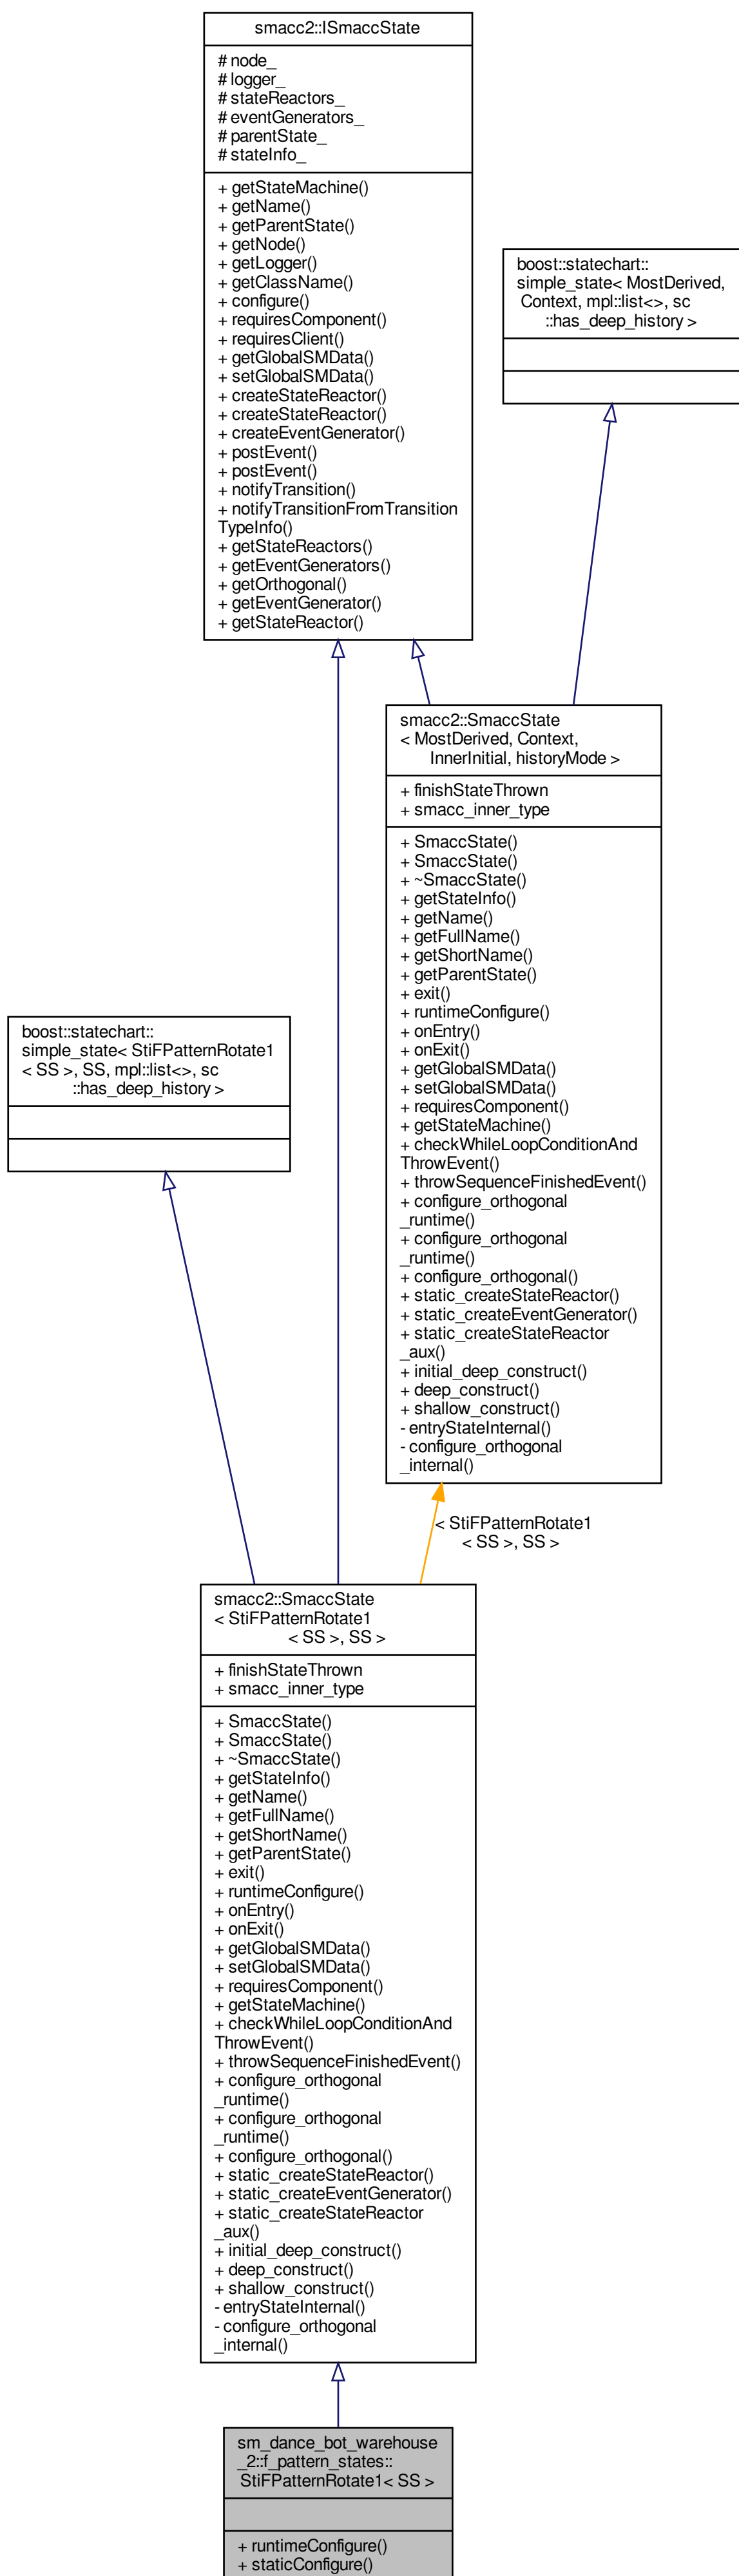 smacc2::ISmaccState
# node_
# logger_
# stateReactors_
# eventGenerators_
# parentState_
# stateInfo_
+ getStateMachine()
+ getName()
+ getParentState()
+ getNode()
+ getLogger()
+ getClassName()
+ configure()
+ requiresComponent()
+ requiresClient()
+ getGlobalSMData()
+ setGlobalSMData()
+ createStateReactor()
+ createStateReactor()
+ createEventGenerator()
+ postEvent()
+ postEvent()
+ notifyTransition()
+ notifyTransitionFromTransition
TypeInfo()
+ getStateReactors()
+ getEventGenerators()
+ getOrthogonal()
+ getEventGenerator()
+ getStateReactor()
boost::statechart::
simple_state< MostDerived,
Context, mpl::list<>, sc
::has_deep_history >
smacc2::SmaccState
< MostDerived, Context,
InnerInitial, historyMode >
+ finishStateThrown
+ smacc_inner_type
+ SmaccState()
+ SmaccState()
+ ~SmaccState()
+ getStateInfo()
+ getName()
+ getFullName()
+ getShortName()
+ getParentState()
+ exit()
+ runtimeConfigure()
+ onEntry()
+ onExit()
+ getGlobalSMData()
+ setGlobalSMData()
+ requiresComponent()
+ getStateMachine()
+ checkWhileLoopConditionAnd
ThrowEvent()
+ throwSequenceFinishedEvent()
+ configure_orthogonal
_runtime()
+ configure_orthogonal
_runtime()
+ configure_orthogonal()
+ static_createStateReactor()
+ static_createEventGenerator()
+ static_createStateReactor
_aux()
+ initial_deep_construct()
+ deep_construct()
+ shallow_construct()
- entryStateInternal()
- configure_orthogonal
_internal()
boost::statechart::
simple_state< StiFPatternRotate1
< SS >, SS, mpl::list<>, sc
::has_deep_history >
< StiFPatternRotate1
< SS >, SS >
smacc2::SmaccState
< StiFPatternRotate1
< SS >, SS >
+ finishStateThrown
+ smacc_inner_type
+ SmaccState()
+ SmaccState()
+ ~SmaccState()
+ getStateInfo()
+ getName()
+ getFullName()
+ getShortName()
+ getParentState()
+ exit()
+ runtimeConfigure()
+ onEntry()
+ onExit()
+ getGlobalSMData()
+ setGlobalSMData()
+ requiresComponent()
+ getStateMachine()
+ checkWhileLoopConditionAnd
ThrowEvent()
+ throwSequenceFinishedEvent()
+ configure_orthogonal
_runtime()
+ configure_orthogonal
_runtime()
+ configure_orthogonal()
+ static_createStateReactor()
+ static_createEventGenerator()
+ static_createStateReactor
_aux()
+ initial_deep_construct()
+ deep_construct()
+ shallow_construct()
- entryStateInternal()
- configure_orthogonal
_internal()
sm_dance_bot_warehouse
_2::f_pattern_states::
StiFPatternRotate1< SS >
+ runtimeConfigure()
+ staticConfigure()